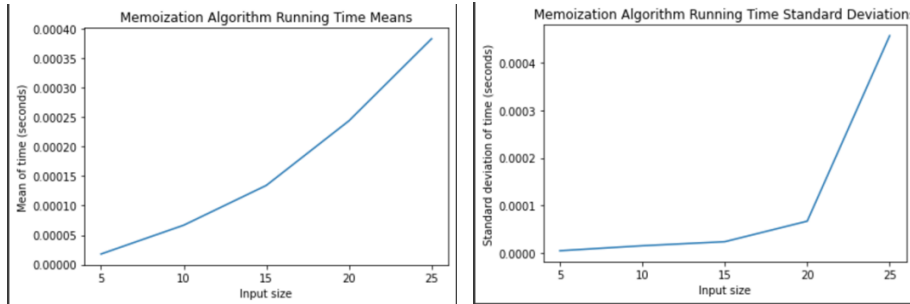 Memoization Algorithm Running Time Means
0.00040
0.00035
0.00030
0.00025
0.00020
0.00015
0.00010
0.00005
0.00000
Mean of time (seconds)
5 10 15 20 25
Input size
Memoization Algorithm Running Time Standard Deviations
0.0004
0.0003
0.0002
0.0001
0.0000
Standard deviation of time (seconds)
5 10 15 20 25
Input size